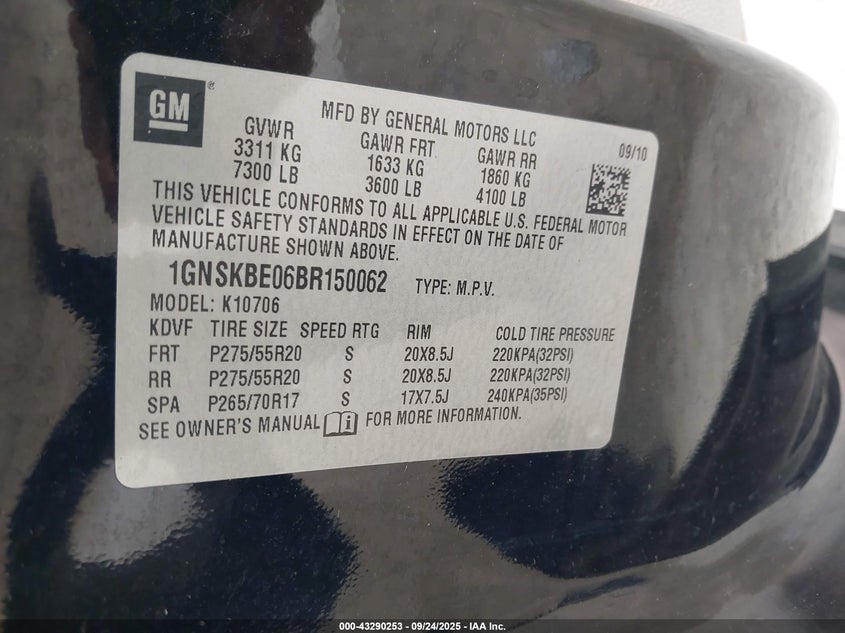 GM ®
MFD BY GENERAL MOTORS LLC
09/10
GVWR GAWR FRT GAWR RR
3311 KG 1633 KG 1860 KG
7300 LB 3600 LB 4100 LB
THIS VEHICLE CONFORMS TO ALL APPLICABLE U.S. FEDERAL MOTOR
VEHICLE SAFETY STANDARDS IN EFFECT ON THE DATE OF
MANUFACTURE SHOWN ABOVE.
1GNSKBE06BR150062 TYPE: M.P.V.
MODEL: K10706
KDVF TIRE SIZE SPEED RTG RIM COLD TIRE PRESSURE
FRT P275/55R20 S 20X8.5J 220KPA(32PSI)
RR P275/55R20 S 20X8.5J 220KPA(32PSI)
SPA P265/70R17 S 17X7.5J 240KPA(35PSI)
SEE OWNER'S MANUAL FOR MORE INFORMATION.
000-43290253 - 09/24/2025 - IAA Inc.